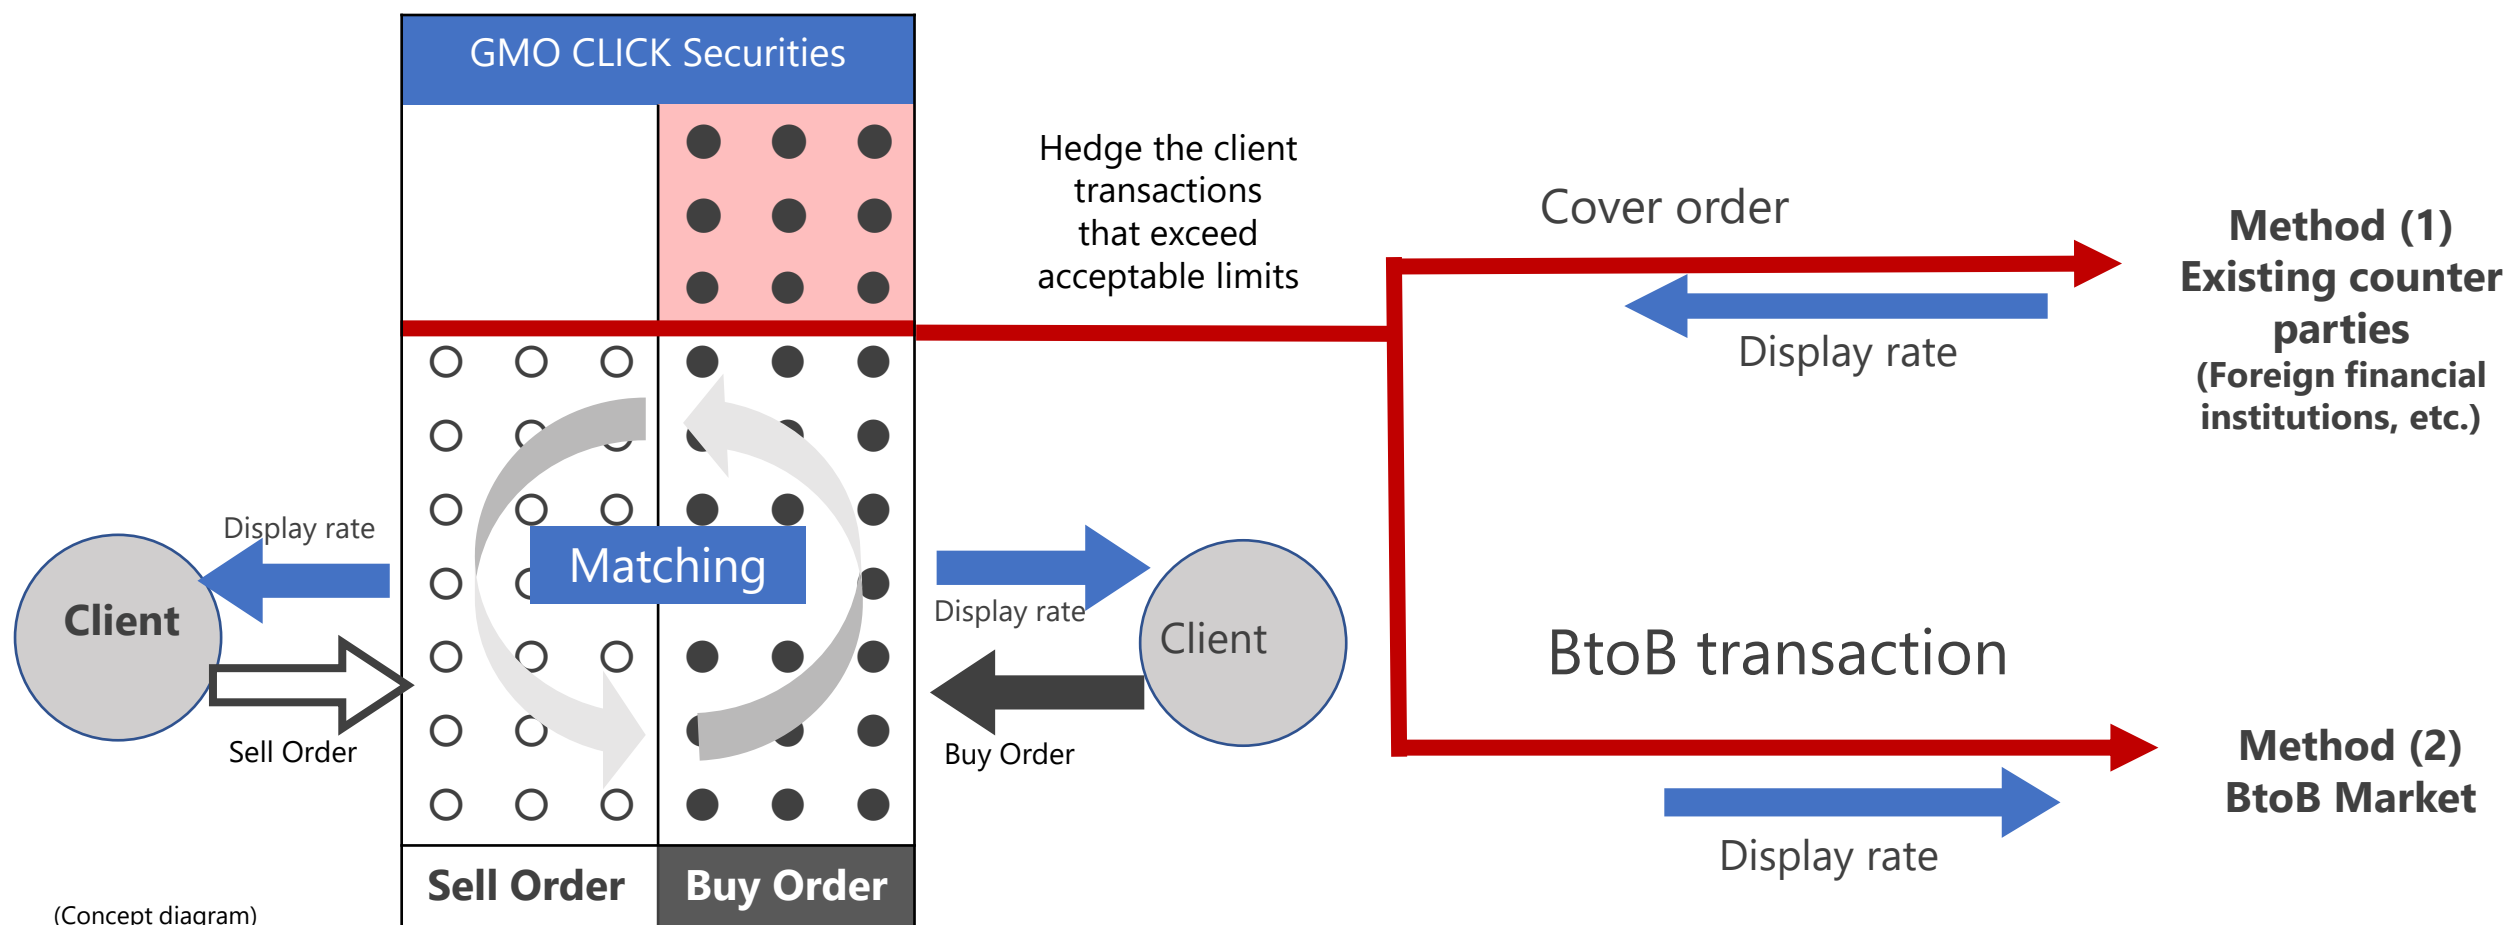 GMO CLICK Securities
Hedge the client
transactions
that exceed
acceptable limits
Cover order
Display rate
Method (1)
Existing counter
parties
(Foreign financial
institutions, etc.)
Display rate
Client
Sell Order
Matching
Display rate
Client
Buy Order
BtoB transaction
Display rate
Method (2)
BtoB Market
Sell Order
Buy Order
(Concept diagram)